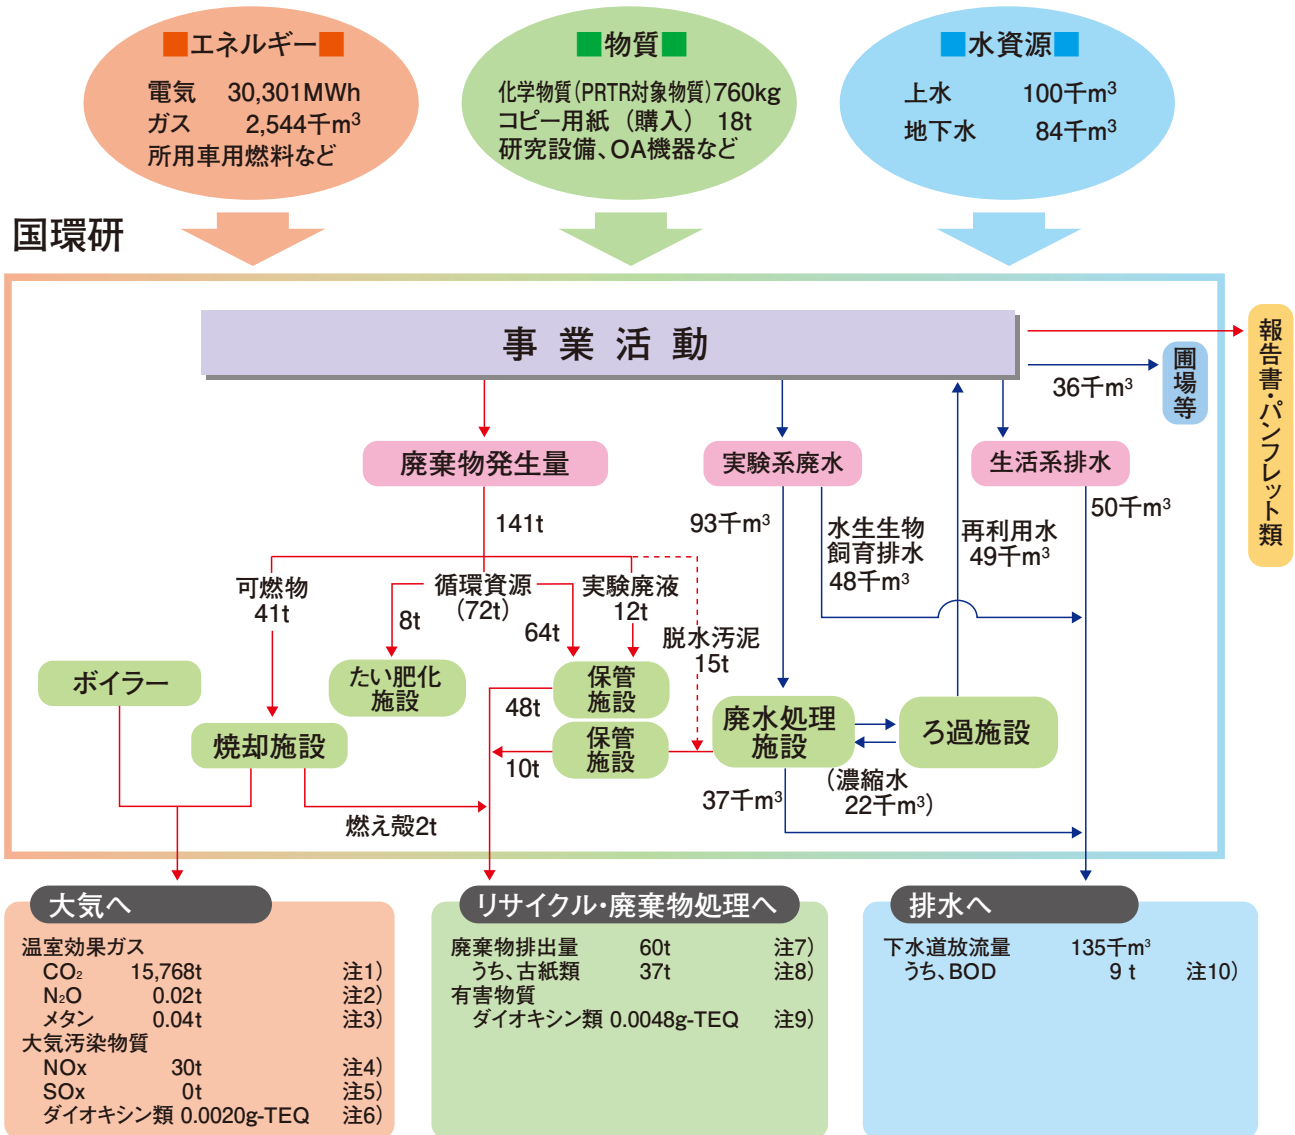 ■エネルギー■
電気 30,301MWh
ガス 2,544千m³
所用車用燃料など
■物質■
化学物質(PRTR対象物質)760kg
コピー用紙（購入） 18t
研究設備、OA機器など
■水資源■
上水 100千m³
地下水 84千m³
国環研
事業活動
報告書・パンフレット類
圃場等
36千m³
廃棄物発生量
実験系廃水
生活系排水
141t
93千m³
水生生物
飼育排水
48千m³
再利用水
49千m³
50千m³
可燃物
41t
循環資源
(72t)
実験廃液
12t
8t
64t
脱水汚泥
15t
ボイラー
たい肥化
施設
保管
施設
48t
焼却施設
保管
施設
10t
廃水処理
施設
ろ過施設
(濃縮水
22千m³)
37千m³
燃え殻2t
大気へ
温室効果ガス
CO₂ 15,768t 注1)
N₂O 0.02t 注2)
メタン 0.04t 注3)
大気汚染物質
NOx 30t 注4)
SOx 0t 注5)
ダイオキシン類 0.0020g-TEQ 注6)
リサイクル・廃棄物処理へ
廃棄物排出量 60t 注7)
うち、古紙類 37t 注8)
有害物質
ダイオキシン類 0.0048g-TEQ 注9)
排水へ
下水道放流量 135千m³
うち、BOD 9 t 注10)